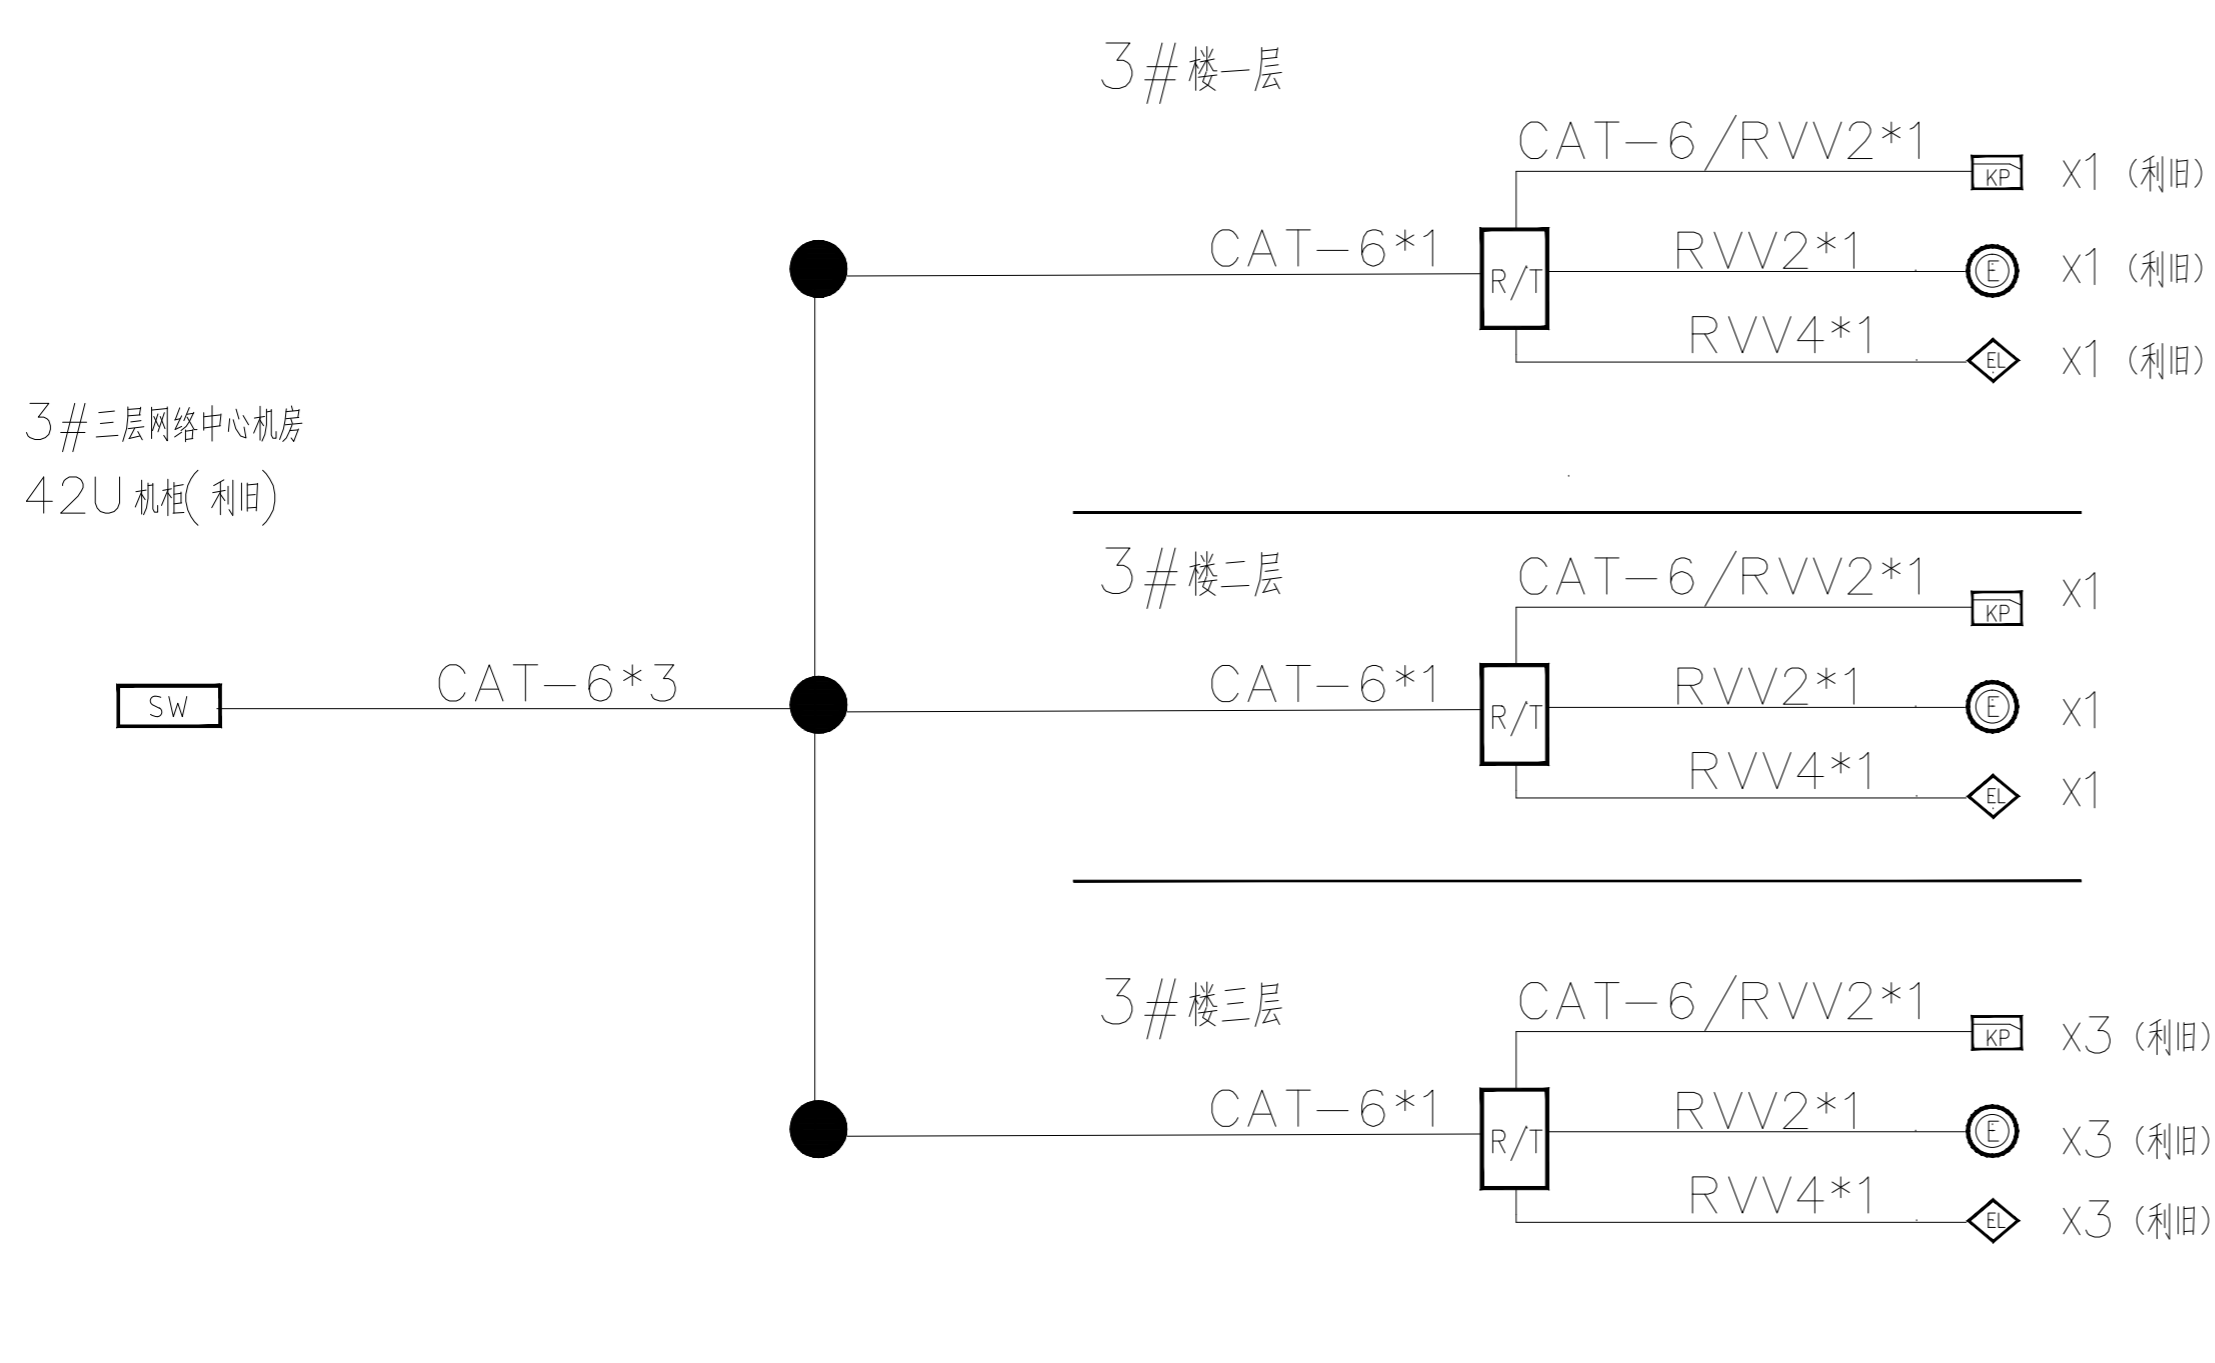 3#楼一层
CAT-6/RVV2*1
KP X1 (利旧)
CAT-6*1
R/T
RVV2*1
E X1 (利旧)
RVV4*1
EL X1 (利旧)
3#三层网络中心机房
42U机柜(利旧)
SW
CAT-6*3
3#楼二层
CAT-6/RVV2*1
KP X1
CAT-6*1
R/T
RVV2*1
E X1
RVV4*1
EL X1
3#楼三层
CAT-6/RVV2*1
KP X3 (利旧)
CAT-6*1
R/T
RVV2*1
E X3 (利旧)
RVV4*1
EL X3 (利旧)